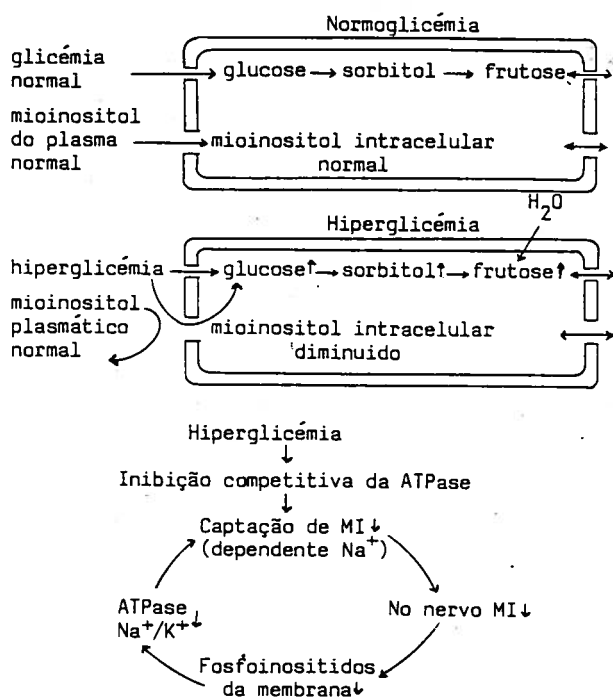 Normoglicémia
glicémia
normal
glucose → sorbitol → frutose
mioinositol
do plasma
normal
mioinositol intracelular
normal
H₂O
Hiperglicémia
hiperglicémia
glucose↑ → sorbitol↑ → frutose↑
mioinositol
plasmático
normal
mioinositol intracelular
diminuido
Hiperglicémia
↓
Inibição competitiva da ATPase
↓
Captação de MI↓
(dependente Na⁺)
ATPase
Na⁺/K⁺↓
No nervo MI↓
Fosfoinositidos
da membrana↓